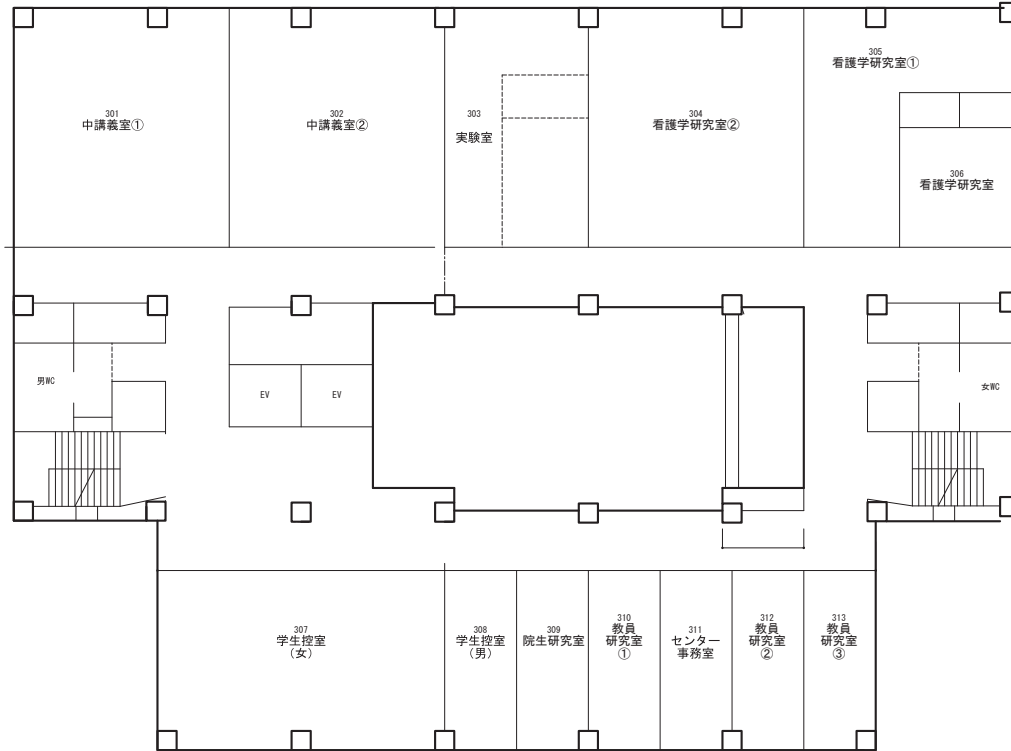 301
中講義室①
302
中講義室②
303
実験室
304
看護学研究室②
305
看護学研究室①
306
看護学研究室
男WC
EV
EV
女WC
307
学生控室
(女)
308
学生控室
(男)
309
院生研究室
310
教員
研究室
①
311
センター
事務室
312
教員
研究室
②
313
教員
研究室
③